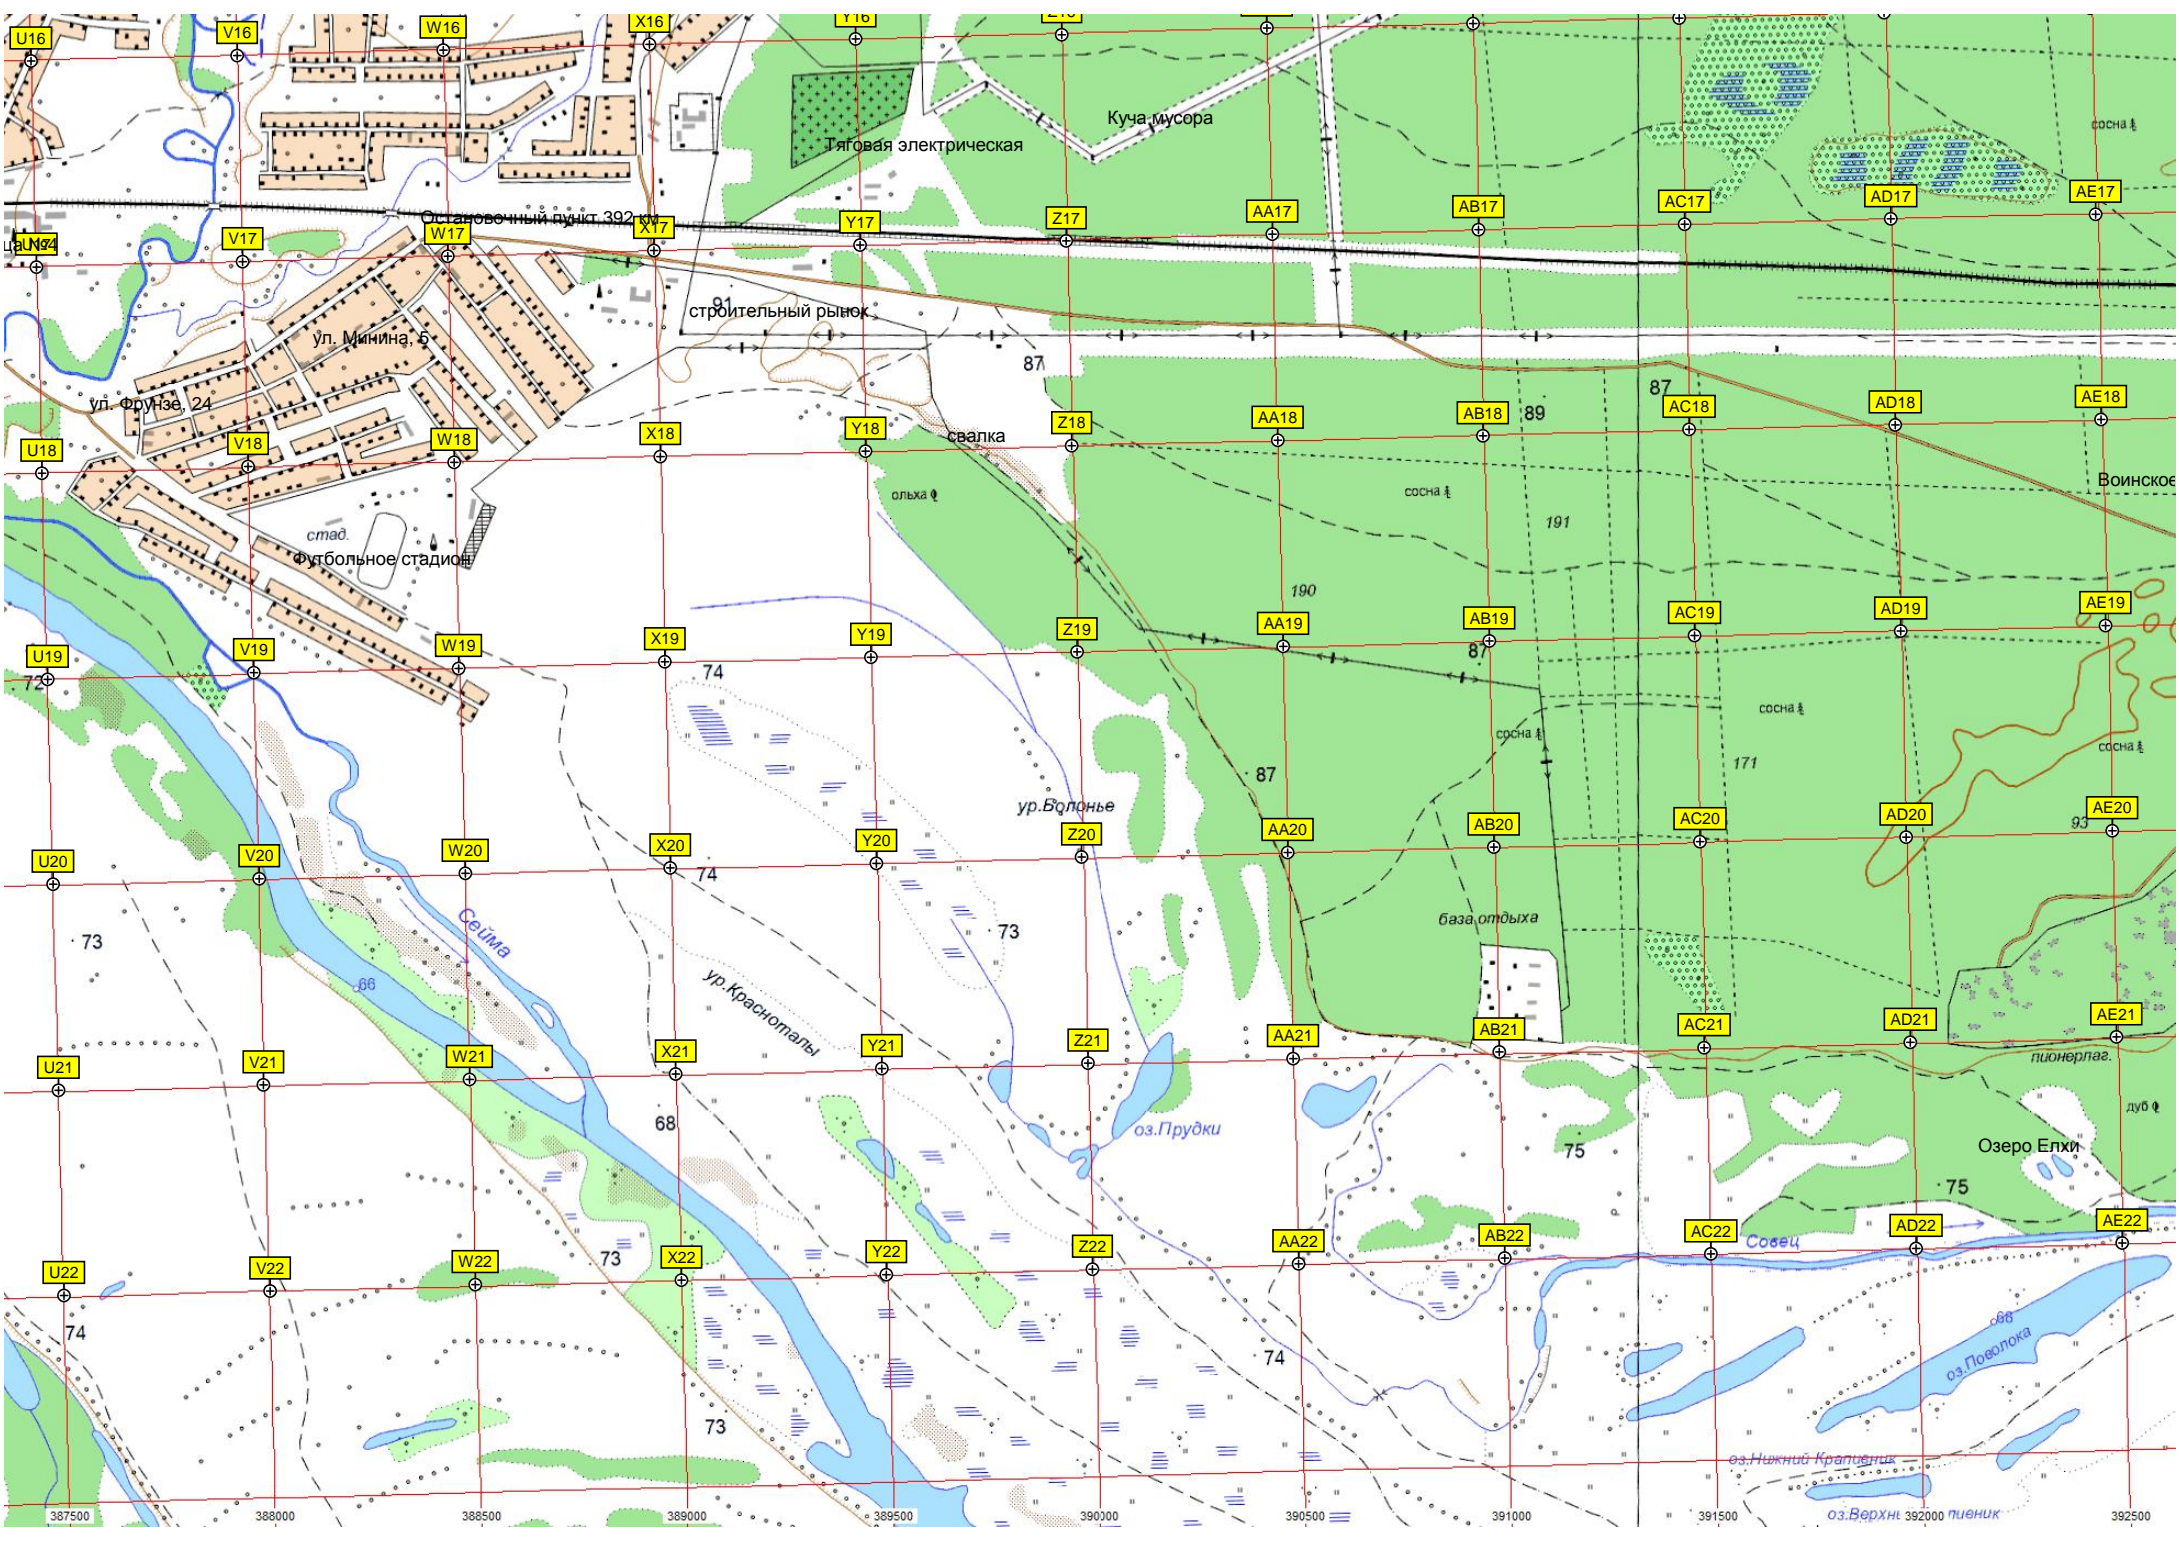 U16
V16
W16
X16
Y16
Куча мусора
Тяговая электрическая
сосна
Остановочный пункт 392 км
V17
W17
X17
Y17
Z17
AA17
AB17
AC17
AD17
AE17
91
строительный рынок
ул. Минина, 5
87
ул. Фрунзе, 24
87
89
U18
V18
W18
X18
Y18
свалка
Z18
AA18
AB18
AC18
AD18
AE18
ольха
сосна
Воинское
191
стад.
Футбольное стадион
190
U19
V19
W19
X19
Y19
Z19
AA19
AB19
AC19
AD19
AE19
72
74
87
сосна
сосна
сосна
171
87
ур.Болонье
U20
V20
W20
X20
Y20
Z20
AA20
AB20
AC20
AD20
93
AE20
74
Сейма
73
73
база отдыха
66
ур.Красноталы
U21
V21
W21
X21
Y21
Z21
AA21
AB21
AC21
AD21
AE21
пионерлаг.
дуб
68
оз.Прудки
75
Озеро Елхи
75
U22
V22
W22
73
X22
Y22
Z22
AA22
AB22
AC22
Совец
AD22
AE22
74
68
оз.Поволока
74
73
оз.Нижний Крапивник
387500
388000
388500
389000
389500
390000
390500
391000
391500
392000
392500